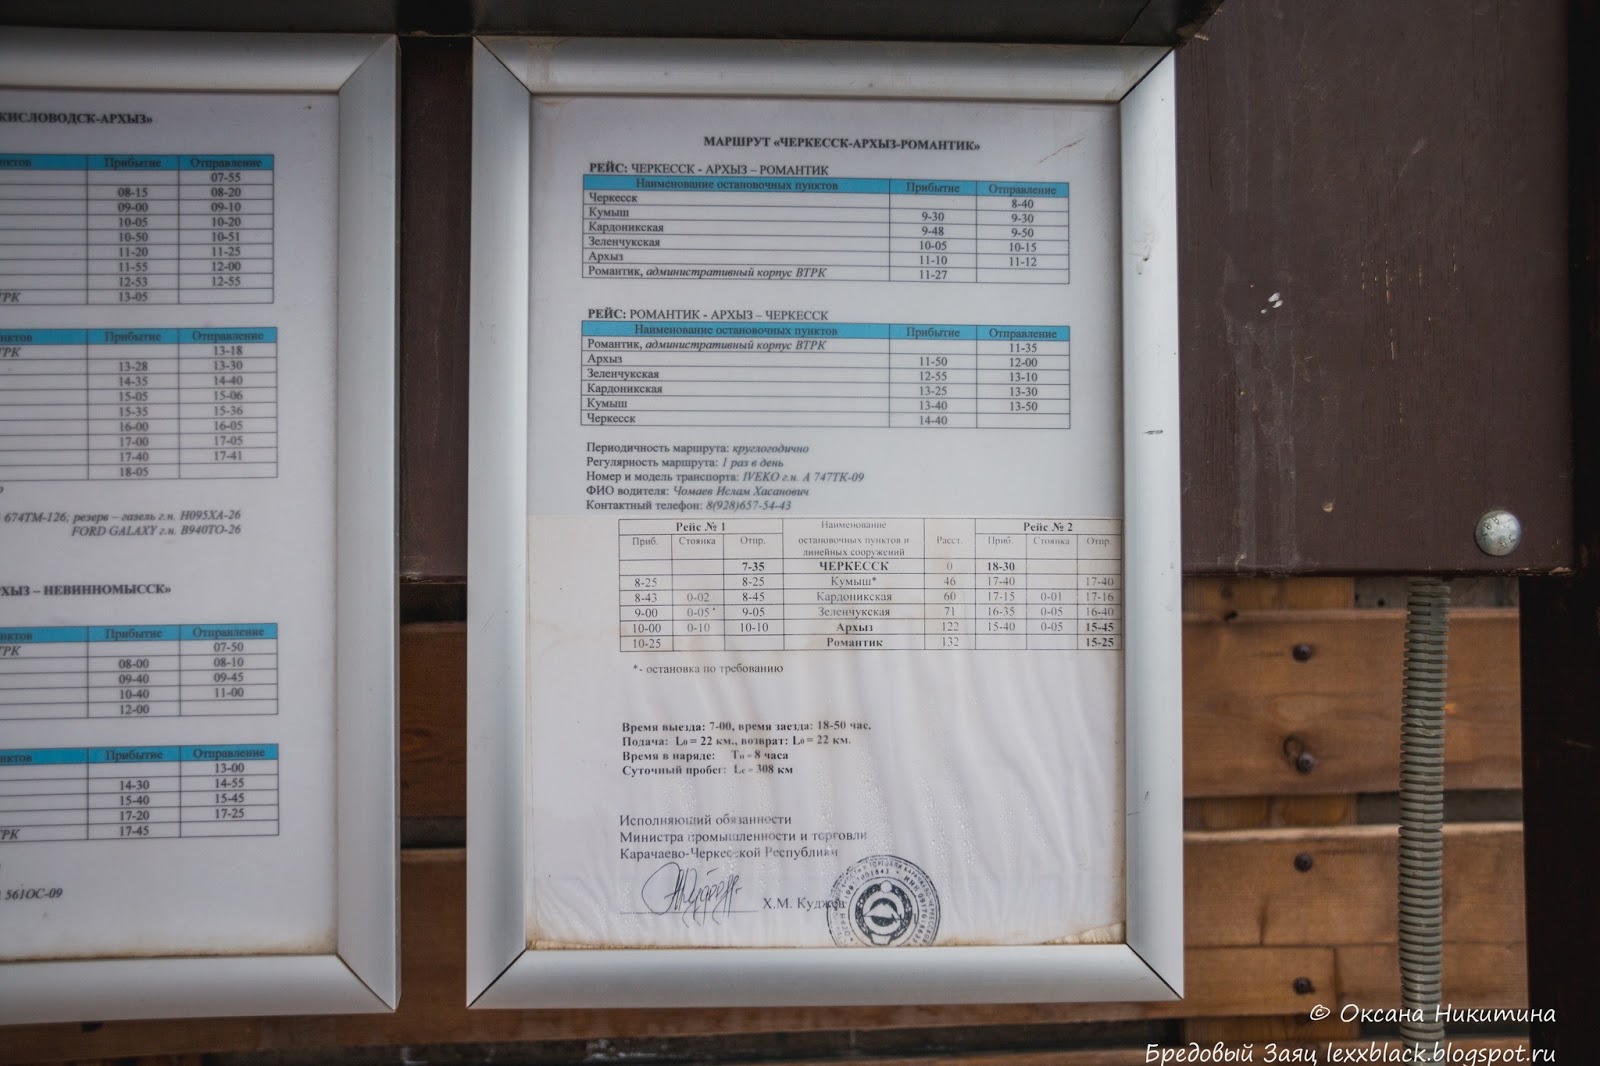 КИСЛОВОДСК-АРХЫЗ»
нктов Прибытие Отправление
07-55
08-15 08-20
09-00 09-10
10-05 10-20
10-50 10-51
11-20 11-25
11-55 12-00
12-53 12-55
ТРК 13-05
нктов Прибытие Отправление
ТРК 13-18
13-28 13-30
14-35 14-40
15-05 15-06
15-35 15-36
16-00 16-05
17-00 17-05
17-40 17-41
18-05
674ТМ-126; резерв – газель г.н. Н095ХА-26
FORD GALAXY г.н. В940ТО-26
ХЫЗ – НЕВИННОМЫССК»
нктов Прибытие Отправление
ТРК 07-50
08-00 08-10
09-40 09-45
10-40 11-00
12-00
нктов Прибытие Отправление
13-00
14-30 14-55
15-40 15-45
17-20 17-25
ТРК 17-45
561ОС-09
МАРШРУТ «ЧЕРКЕССК-АРХЫЗ-РОМАНТИК»
РЕЙС: ЧЕРКЕССК - АРХЫЗ – РОМАНТИК
Наименование остановочных пунктов Прибытие Отправление
Черкесск 8-40
Кумыш 9-30 9-30
Кардоникская 9-48 9-50
Зеленчукская 10-05 10-15
Архыз 11-10 11-12
Романтик, административный корпус ВТРК 11-27
РЕЙС: РОМАНТИК - АРХЫЗ – ЧЕРКЕССК
Наименование остановочных пунктов Прибытие Отправление
Романтик, административный корпус ВТРК 11-35
Архыз 11-50 12-00
Зеленчукская 12-55 13-10
Кардоникская 13-25 13-30
Кумыш 13-40 13-50
Черкесск 14-40
Периодичность маршрута: круглогодично
Регулярность маршрута: 1 раз в день
Номер и модель транспорта: IVEKO г.н. А 747ТК-09
ФИО водителя: Чомаев Ислам Хасанович
Контактный телефон: 8(928)657-54-43
Рейс № 1 Наименование остановочных пунктов и линейных сооружений Расст. Рейс № 2
Приб. Стоянка Отпр. Приб. Стоянка Отпр.
7-35 ЧЕРКЕССК 0 18-30
8-25 8-25 Кумыш* 46 17-40 17-40
8-43 0-02 8-45 Кардоникская 60 17-15 0-01 17-16
9-00 0-05 9-05 Зеленчукская 71 16-35 0-05 16-40
10-00 0-10 10-10 Архыз 122 15-40 0-05 15-45
10-25 Романтик 132 15-25
*- остановка по требованию
Время выезда: 7-00, время заезда: 18-50 час.
Подача: L₀ = 22 км., возврат: L₀ = 22 км.
Время в наряде: Тн = 8 часа
Суточный пробег: Lc = 308 км
Исполняющий обязанности
Министра промышленности и торговли
Карачаево-Черкесской Республики
Х.М. Куджев
© Оксана Никитина
Бредовый Заяц lexxblack.blogspot.ru